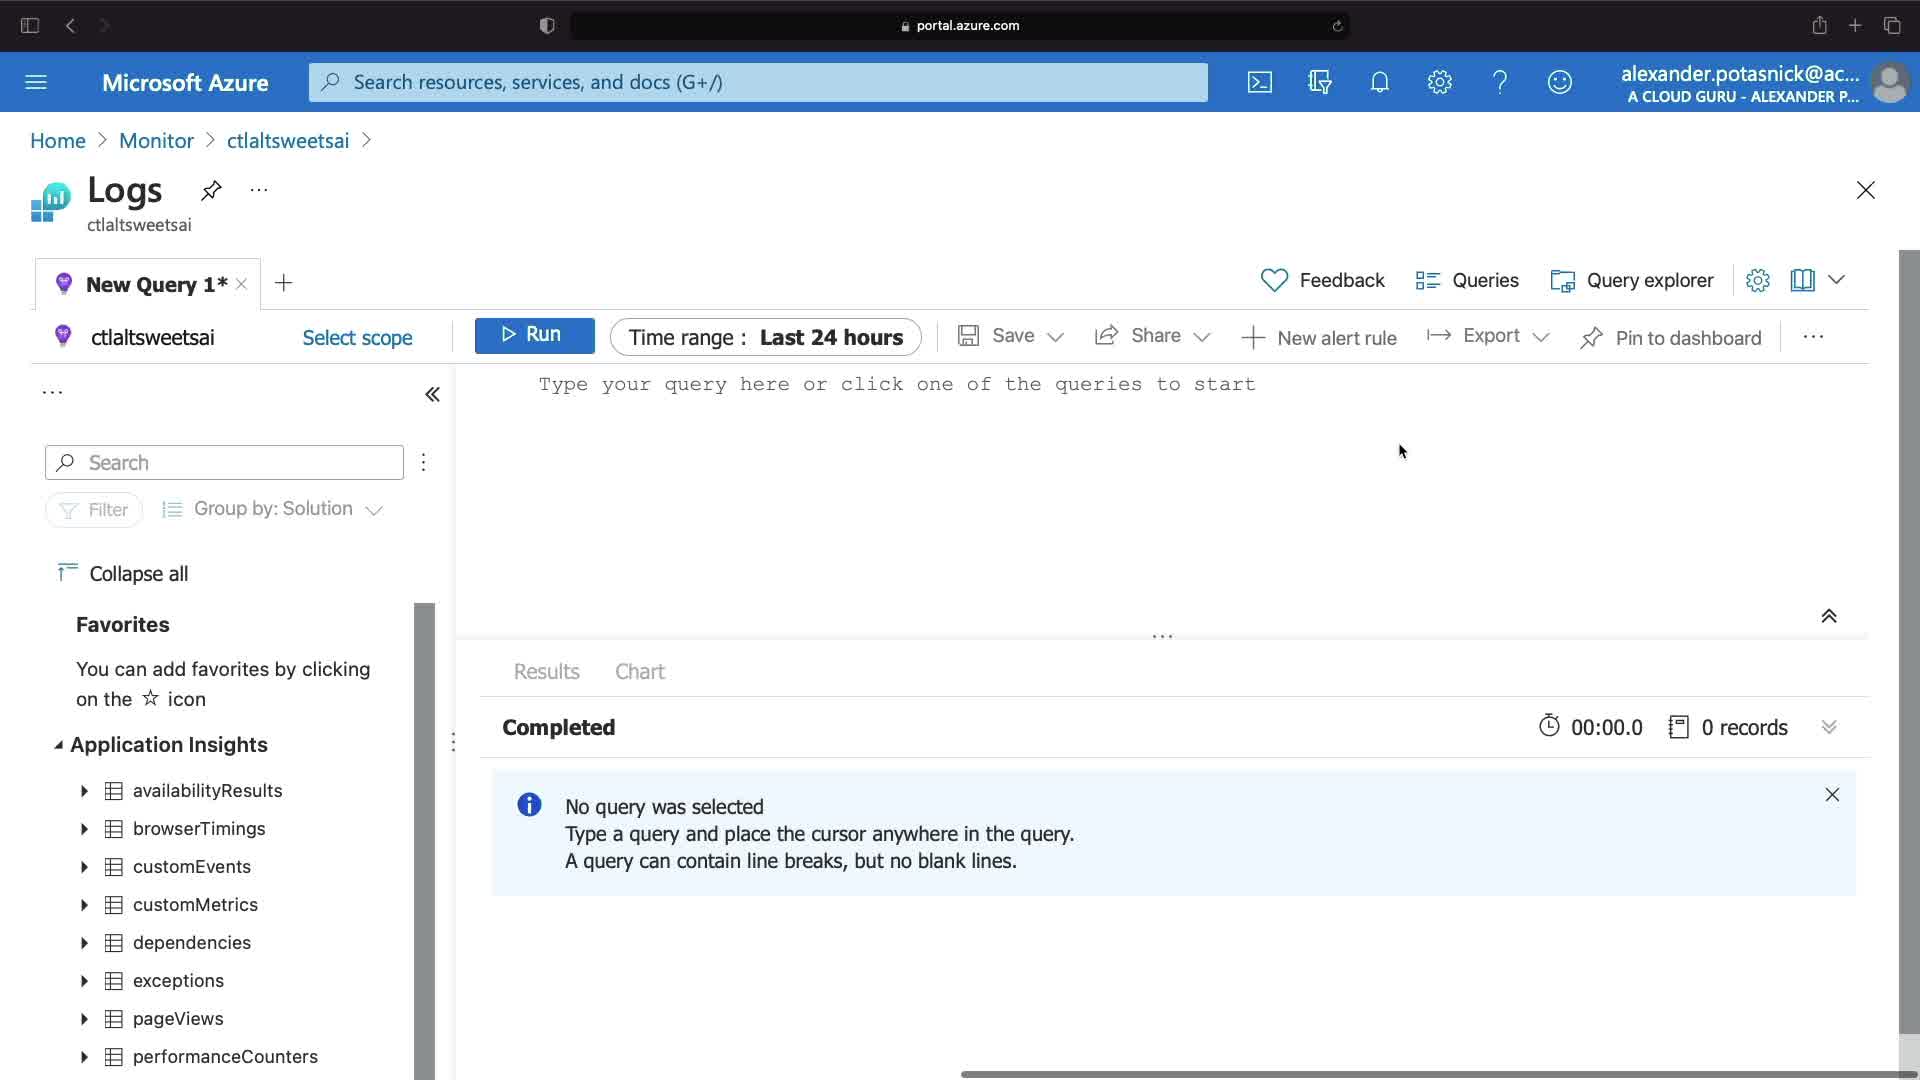 portal.azure.com
Microsoft Azure
Search resources, services, and docs (G+/)
alexander.potasnick@ac...
A CLOUD GURU - ALEXANDER P...
Home > Monitor > ctlaltsweetsai >
Logs
ctlaltsweetsai
New Query 1*
Feedback
Queries
Query explorer
ctlaltsweetsai
Select scope
Run
Time range : Last 24 hours
Save
Share
New alert rule
Export
Pin to dashboard
Type your query here or click one of the queries to start
Search
Filter
Group by: Solution
Collapse all
Favorites
You can add favorites by clicking
on the ☆ icon
Application Insights
availabilityResults
browserTimings
customEvents
customMetrics
dependencies
exceptions
pageViews
performanceCounters
Results
Chart
Completed
00:00.0
0 records
No query was selected
Type a query and place the cursor anywhere in the query.
A query can contain line breaks, but no blank lines.